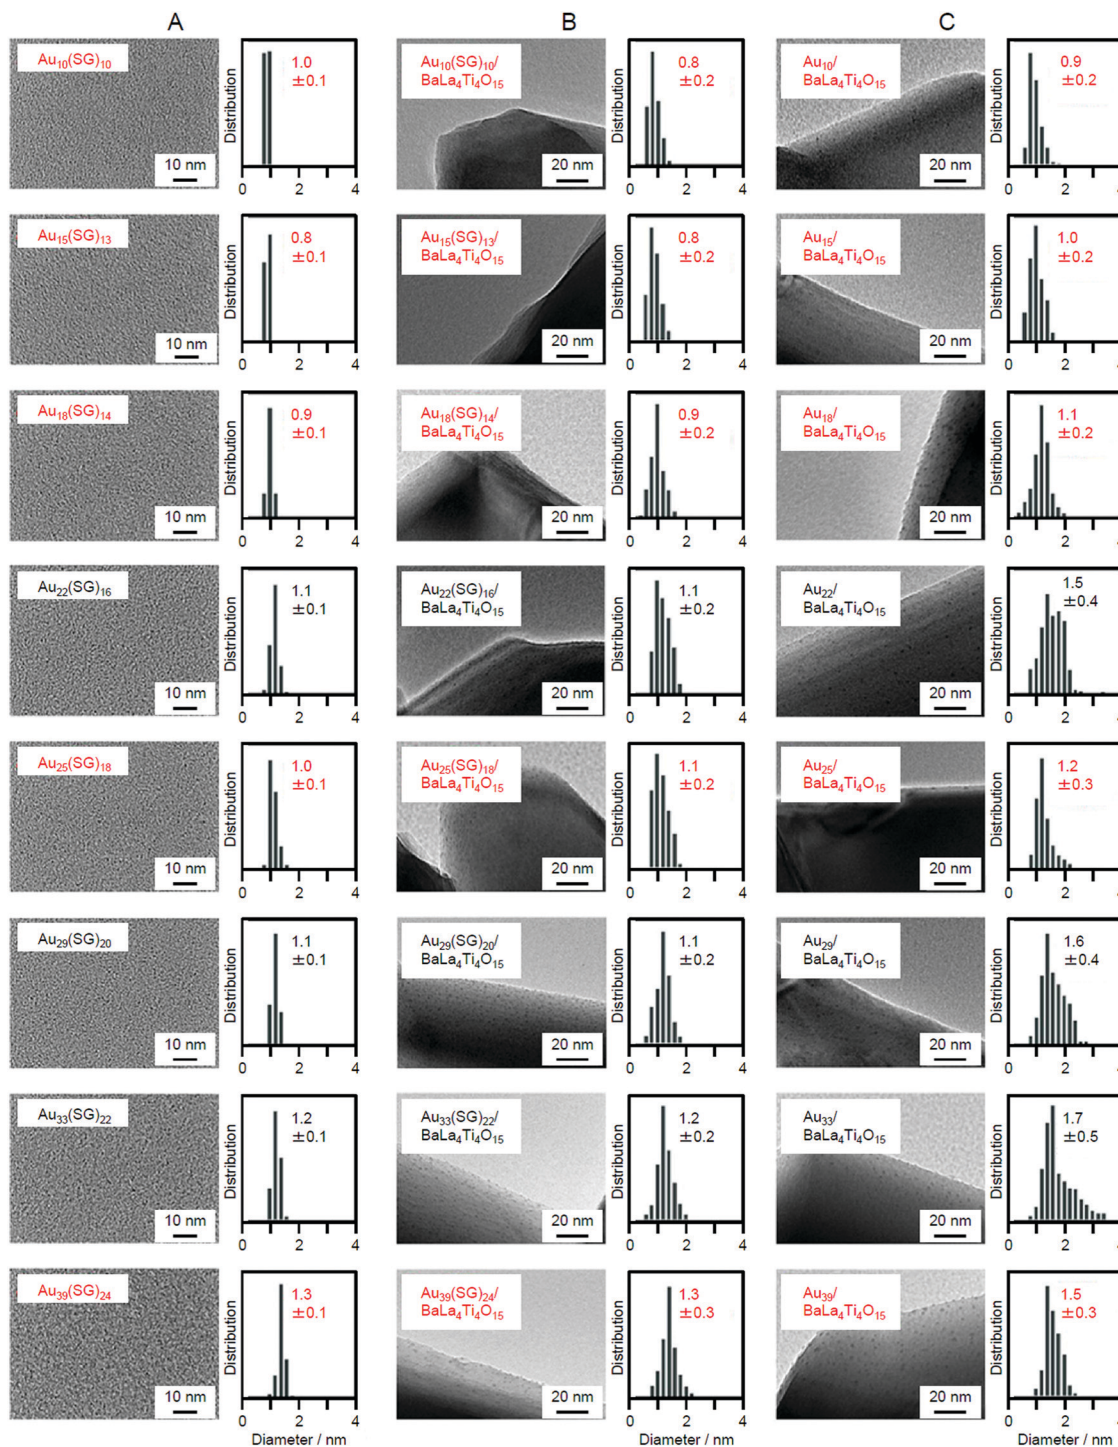 A B C
Au10(SG)10
Distribution
1.0
±0.1
10 nm
0 2 4
Au10(SG)10/
BaLa4Ti4O15
Distribution
0.8
±0.2
20 nm
0 2 4
Au10/
BaLa4Ti4O15
Distribution
0.9
±0.2
20 nm
0 2 4
Au15(SG)13
Distribution
0.8
±0.1
10 nm
0 2 4
Au15(SG)13/
BaLa4Ti4O15
Distribution
0.8
±0.2
20 nm
0 2 4
Au15/
BaLa4Ti4O15
Distribution
1.0
±0.2
20 nm
0 2 4
Au18(SG)14
Distribution
0.9
±0.1
10 nm
0 2 4
Au18(SG)14/
BaLa4Ti4O15
Distribution
0.9
±0.2
20 nm
0 2 4
Au18/
BaLa4Ti4O15
Distribution
1.1
±0.2
20 nm
0 2 4
Au22(SG)16
Distribution
1.1
±0.1
10 nm
0 2 4
Au22(SG)16/
BaLa4Ti4O15
Distribution
1.1
±0.2
20 nm
0 2 4
Au22/
BaLa4Ti4O15
Distribution
1.5
±0.4
20 nm
0 2 4
Au25(SG)18
Distribution
1.0
±0.1
10 nm
0 2 4
Au25(SG)18/
BaLa4Ti4O15
Distribution
1.1
±0.2
20 nm
0 2 4
Au25/
BaLa4Ti4O15
Distribution
1.2
±0.3
20 nm
0 2 4
Au29(SG)20
Distribution
1.1
±0.1
10 nm
0 2 4
Au29(SG)20/
BaLa4Ti4O15
Distribution
1.1
±0.2
20 nm
0 2 4
Au29/
BaLa4Ti4O15
Distribution
1.6
±0.4
20 nm
0 2 4
Au33(SG)22
Distribution
1.2
±0.1
10 nm
0 2 4
Au33(SG)22/
BaLa4Ti4O15
Distribution
1.2
±0.2
20 nm
0 2 4
Au33/
BaLa4Ti4O15
Distribution
1.7
±0.5
20 nm
0 2 4
Au39(SG)24
Distribution
1.3
±0.1
10 nm
0 2 4
Diameter / nm
Au39(SG)24/
BaLa4Ti4O15
Distribution
1.3
±0.3
20 nm
0 2 4
Diameter / nm
Au39/
BaLa4Ti4O15
Distribution
1.5
±0.3
20 nm
0 2 4
Diameter / nm